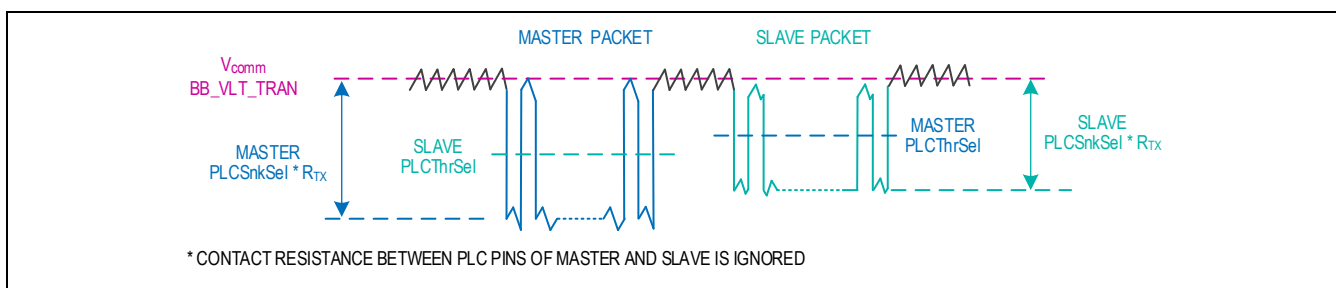 MASTER PACKET
SLAVE PACKET
Vcomm
BB_VLT_TRAN
MASTER
PLCSnkSel * RTX
SLAVE
PLCThrSel
MASTER
PLCThrSel
SLAVE
PLCSnkSel * RTX
* CONTACT RESISTANCE BETWEEN PLC PINS OF MASTER AND SLAVE IS IGNORED